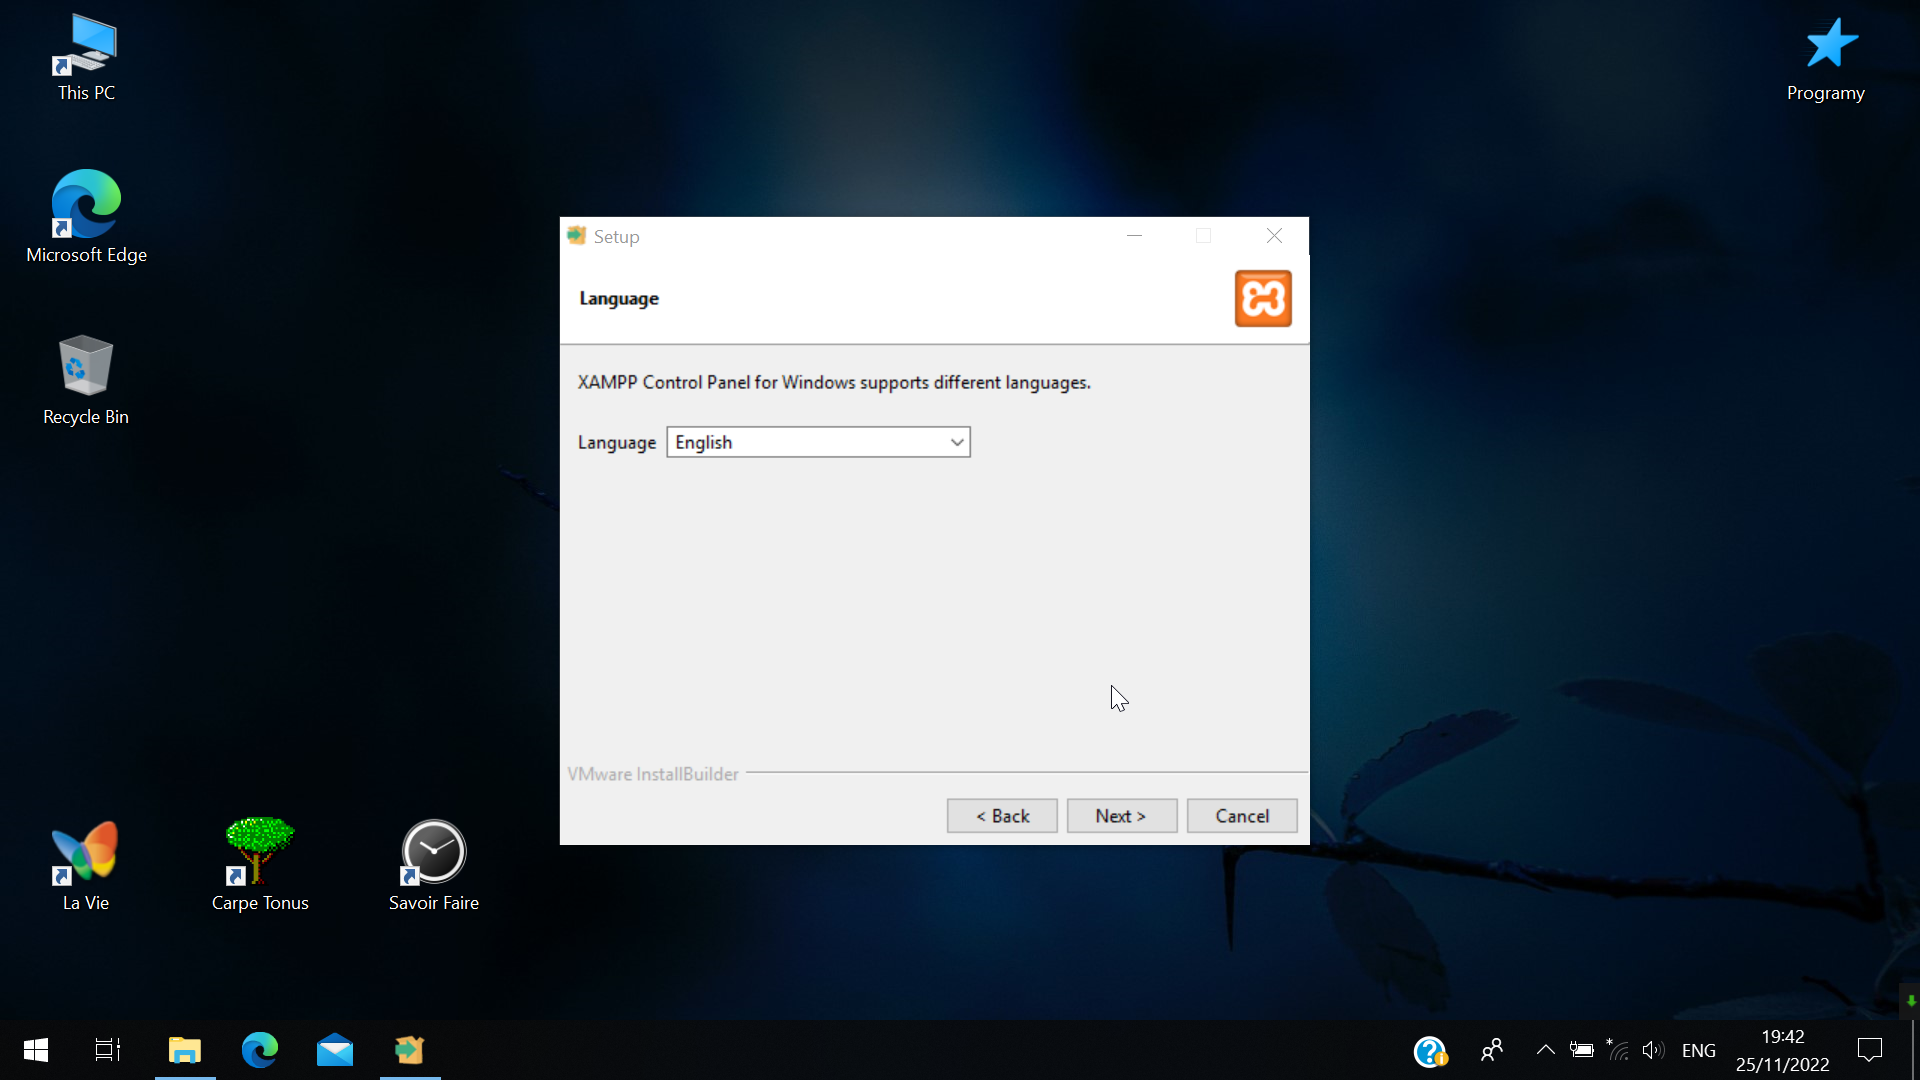 This PC
Programy
Microsoft Edge
Recycle Bin
Setup
Language
XAMPP Control Panel for Windows supports different languages.
Language English
VMware InstallBuilder
< Back Next > Cancel
La Vie
Carpe Tonus
Savoir Faire
ENG
19:42
25/11/2022